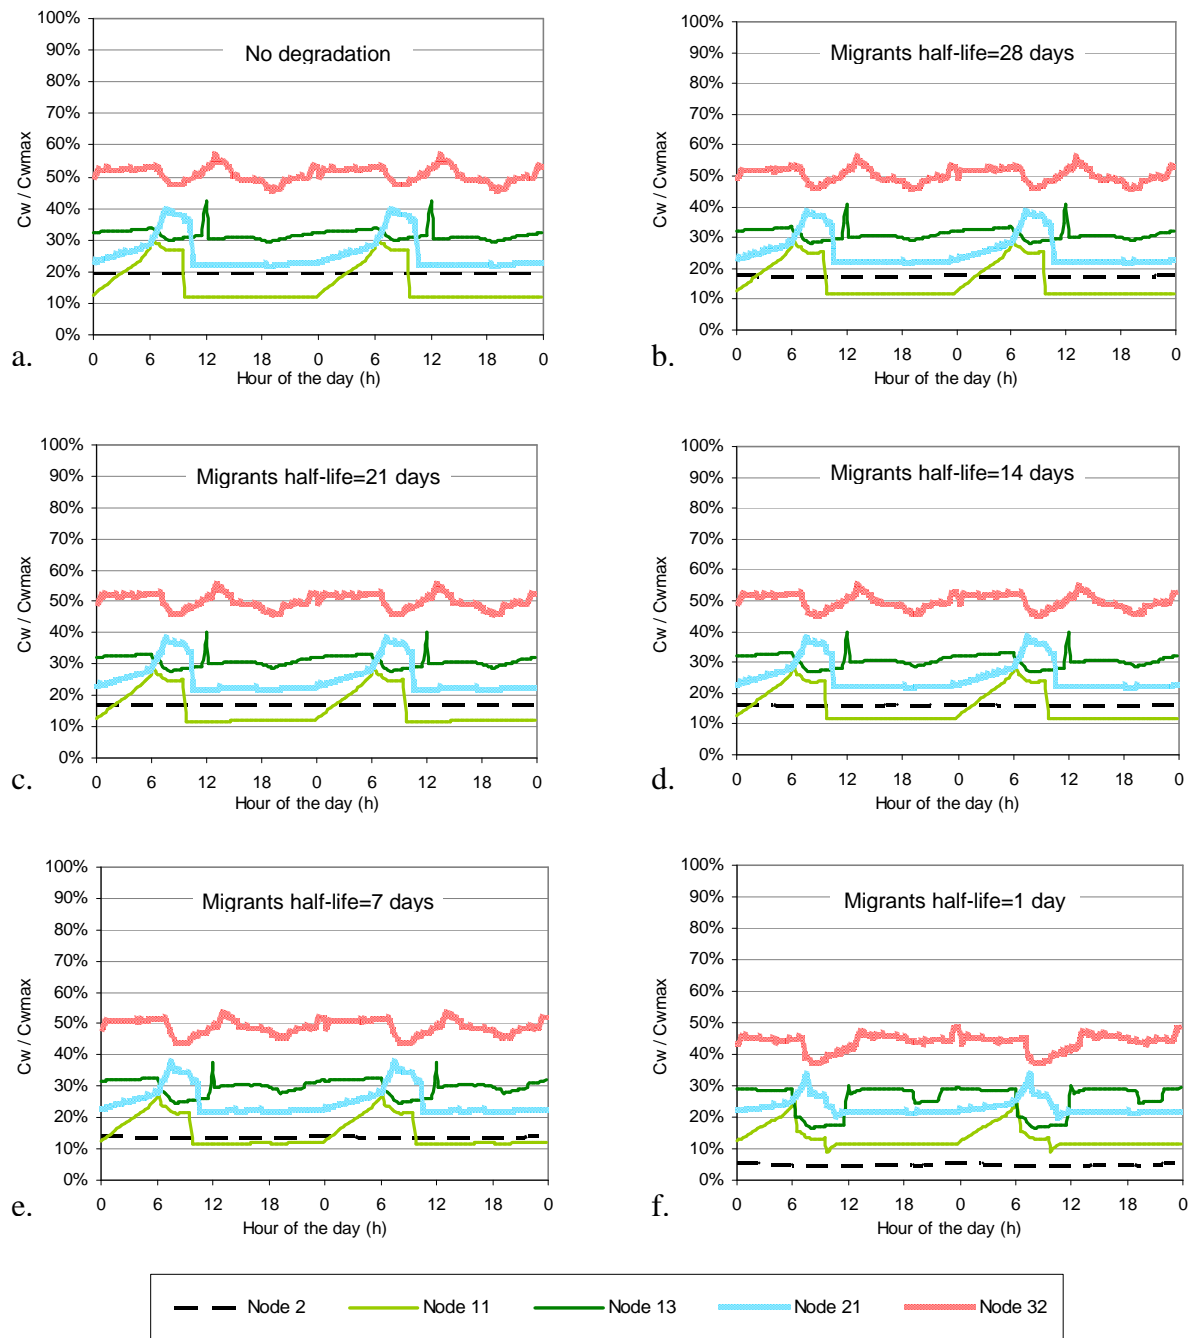 No degradation
100%
90%
80%
70%
60%
50%
40%
30%
20%
10%
0%
Cw / Cwmax
0 6 12 18 0 6 12 18 0
Hour of the day (h)
a.
Migrants half-life=28 days
100%
90%
80%
70%
60%
50%
40%
30%
20%
10%
0%
Cw / Cwmax
0 6 12 18 0 6 12 18 0
Hour of the day (h)
b.
Migrants half-life=21 days
100%
90%
80%
70%
60%
50%
40%
30%
20%
10%
0%
Cw / Cwmax
0 6 12 18 0 6 12 18 0
Hour of the day (h)
c.
Migrants half-life=14 days
100%
90%
80%
70%
60%
50%
40%
30%
20%
10%
0%
Cw / Cwmax
0 6 12 18 0 6 12 18 0
Hour of the day (h)
d.
Migrants half-life=7 days
100%
90%
80%
70%
60%
50%
40%
30%
20%
10%
0%
Cw / Cwmax
0 6 12 18 0 6 12 18 0
Hour of the day (h)
e.
Migrants half-life=1 day
100%
90%
80%
70%
60%
50%
40%
30%
20%
10%
0%
Cw / Cwmax
0 6 12 18 0 6 12 18 0
Hour of the day (h)
f.
Node 2 Node 11 Node 13 Node 21 Node 32